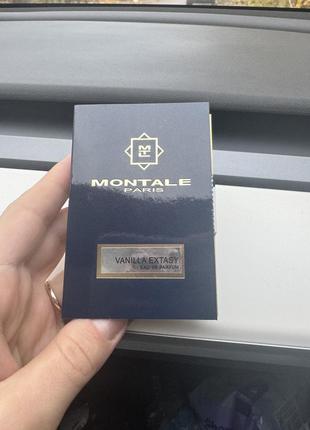 MONTALE
PARIS
VANILLA EXTASY
EAU DE PARFUM